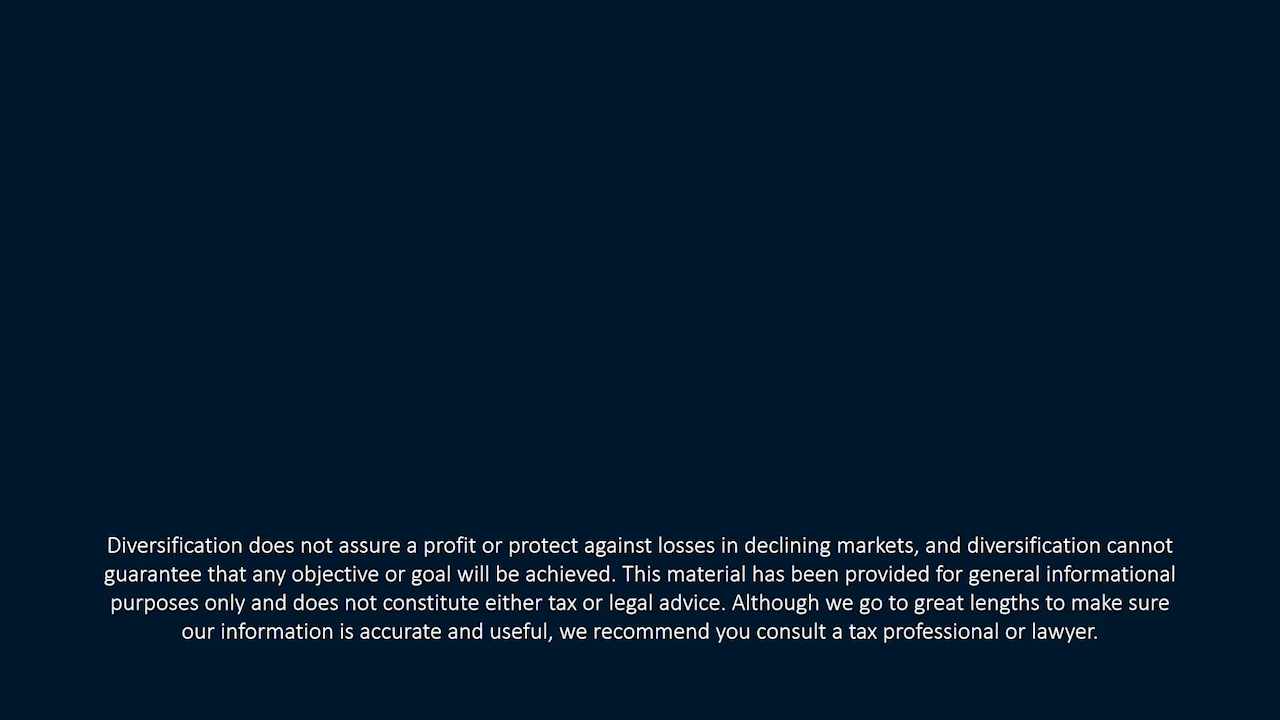 Diversification does not assure a profit or protect against losses in declining markets, and diversification cannot
guarantee that any objective or goal will be achieved. This material has been provided for general informational
purposes only and does not constitute either tax or legal advice. Although we go to great lengths to make sure
our information is accurate and useful, we recommend you consult a tax professional or lawyer.